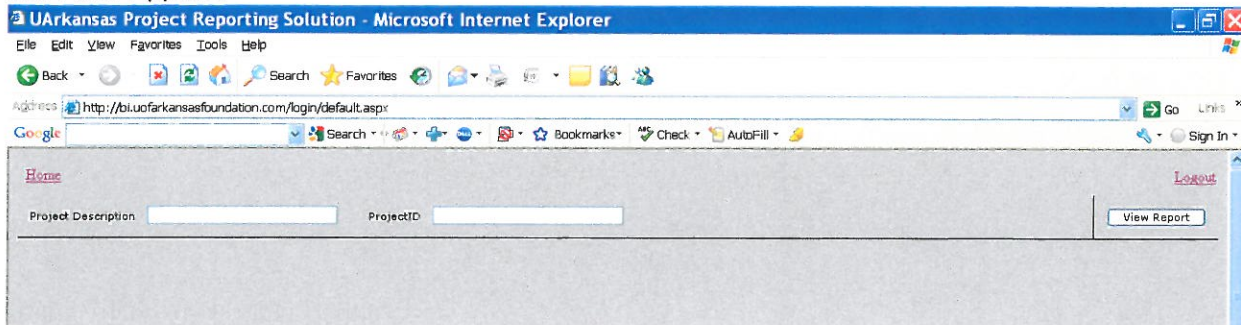 UArkansas Project Reporting Solution - Microsoft Internet Explorer
File Edit View Favorites Tools Help
Back Search Favorites
Address http://bi.uofarkansasfoundation.com/login/default.aspx Go Links »
Google Search Bookmarks Check AutoFill Sign In
Home Logout
Project Description ProjectID View Report